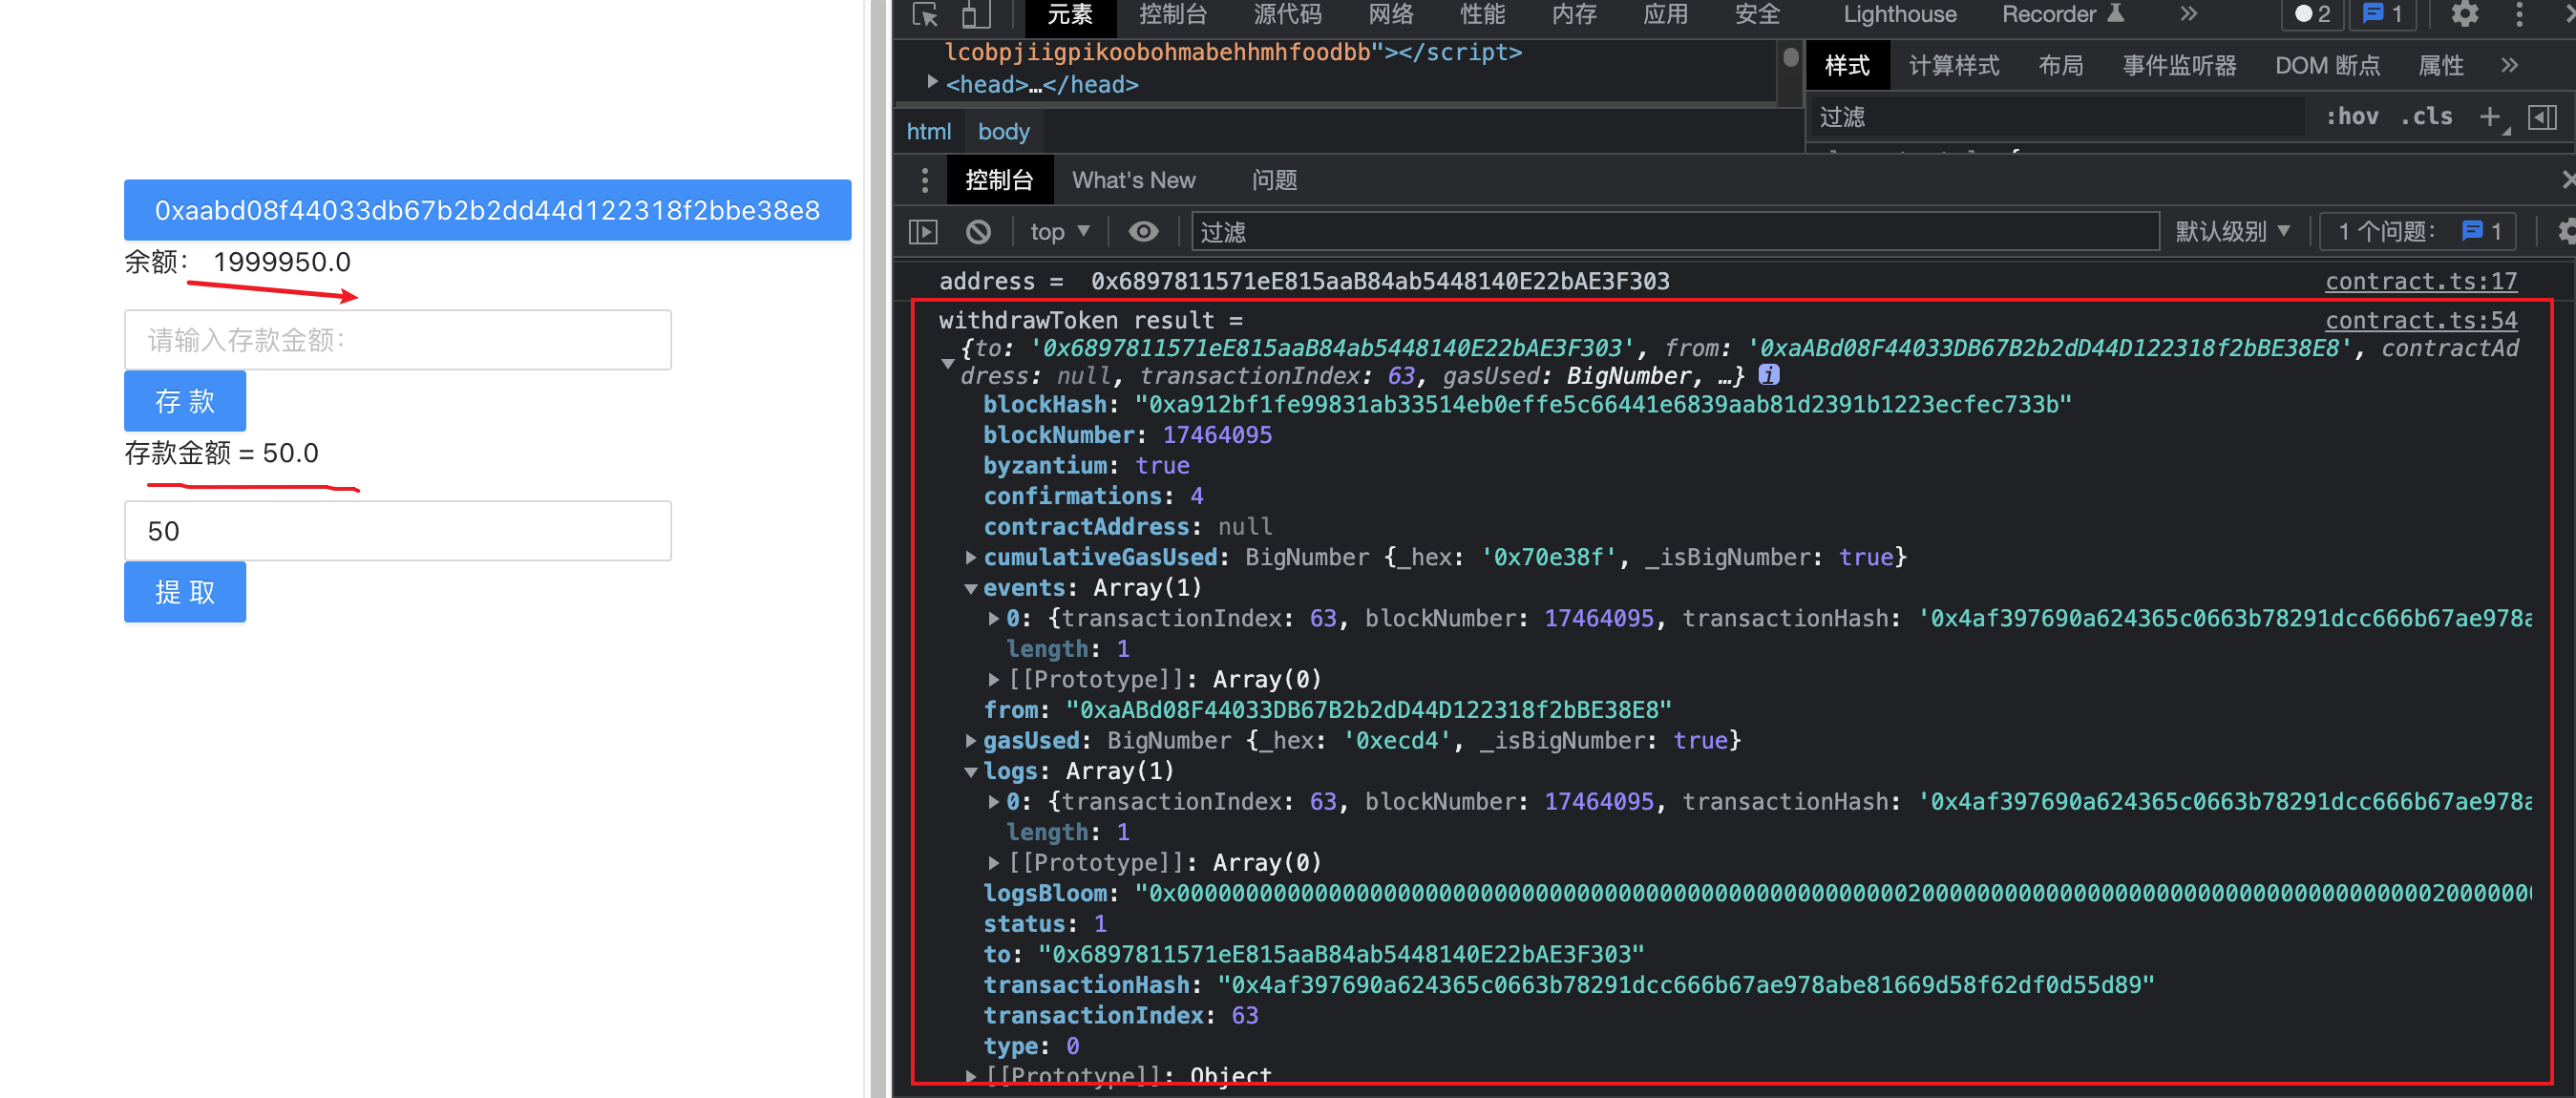 0xaabd08f44033db67b2b2dd44d122318f2bbe38e8
余额： 1999950.0
请输入存款金额：
存 款
存款金额 = 50.0
50
提 取
元素 控制台 源代码 网络 性能 内存 应用 安全 Lighthouse Recorder » 2 1
lcobpjiigpikoobohmabehhmhfoodbb"></script>
<head>…</head>
html body
样式 计算样式 布局 事件监听器 DOM 断点 属性 »
过滤 :hov .cls +
控制台 What's New 问题
top 过滤 默认级别 1 个问题： 1
address = 0x6897811571eE815aaB84ab5448140E22bAE3F303 contract.ts:17
withdrawToken result = contract.ts:54
{to: '0x6897811571eE815aaB84ab5448140E22bAE3F303', from: '0xaABd08F44033DB67B2b2dD44D122318f2bBE38E8', contractAd
dress: null, transactionIndex: 63, gasUsed: BigNumber, …} i
blockHash: "0xa912bf1fe99831ab33514eb0effe5c66441e6839aab81d2391b1223ecfec733b"
blockNumber: 17464095
byzantium: true
confirmations: 4
contractAddress: null
cumulativeGasUsed: BigNumber {_hex: '0x70e38f', _isBigNumber: true}
events: Array(1)
0: {transactionIndex: 63, blockNumber: 17464095, transactionHash: '0x4af397690a624365c0663b78291dcc666b67ae978a
length: 1
[[Prototype]]: Array(0)
from: "0xaABd08F44033DB67B2b2dD44D122318f2bBE38E8"
gasUsed: BigNumber {_hex: '0xecd4', _isBigNumber: true}
logs: Array(1)
0: {transactionIndex: 63, blockNumber: 17464095, transactionHash: '0x4af397690a624365c0663b78291dcc666b67ae978a
length: 1
[[Prototype]]: Array(0)
logsBloom:
status: 1
to: "0x6897811571eE815aaB84ab5448140E22bAE3F303"
transactionHash: "0x4af397690a624365c0663b78291dcc666b67ae978abe81669d58f62df0d55d89"
transactionIndex: 63
type: 0
[[Prototype]]: Object